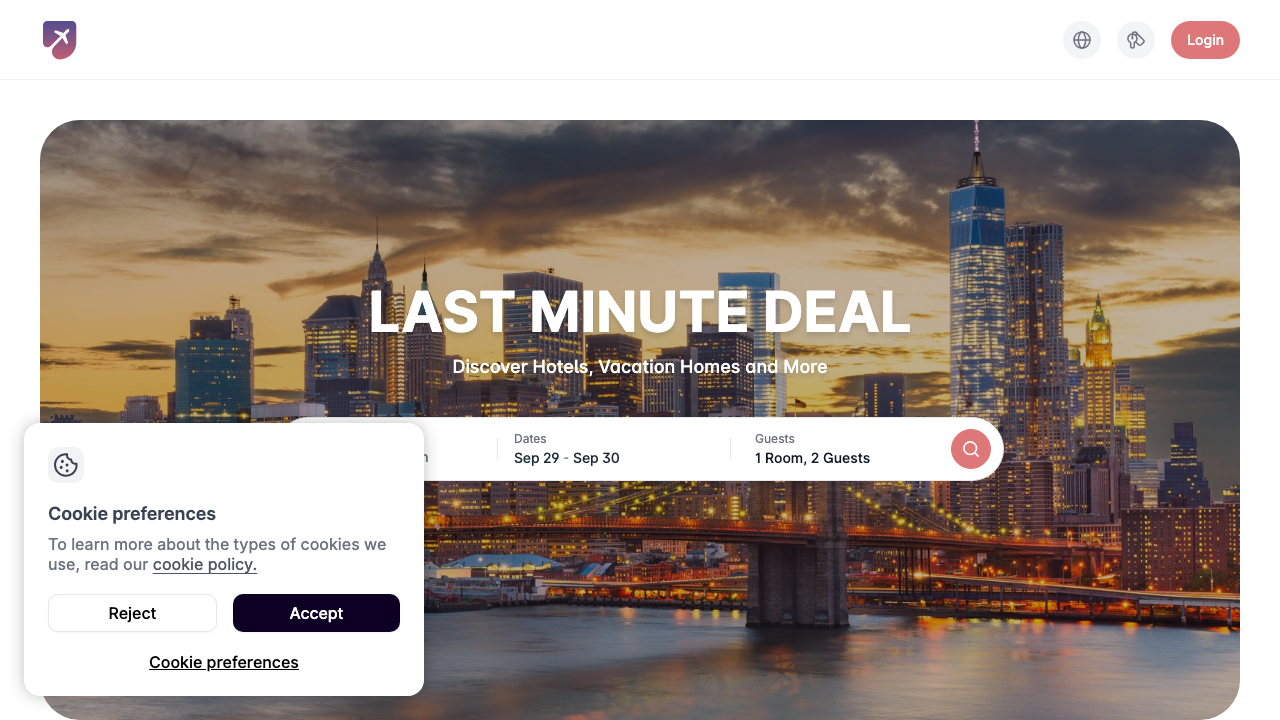 Login
LAST MINUTE DEAL
Discover Hotels, Vacation Homes and More
Dates
Sep 29 - Sep 30
Guests
1 Room, 2 Guests
Cookie preferences
To learn more about the types of cookies we
use, read our cookie policy.
Reject
Accept
Cookie preferences